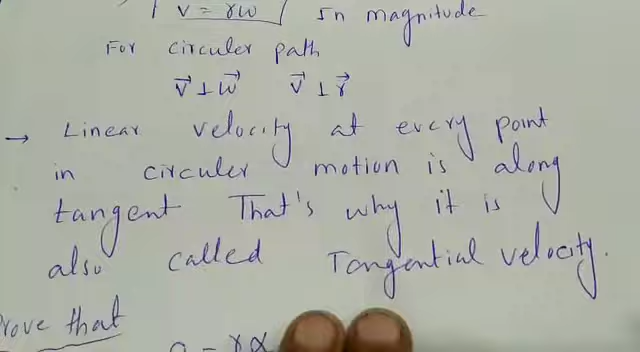 v = rω In magnitude
For circuler path
v⃗ ⊥ w⃗ v⃗ ⊥ r⃗
→ Linear velocity at every point
in circuler motion is along
tangent That's why it is
also called Tangential velocity.
Prove that
a = rα